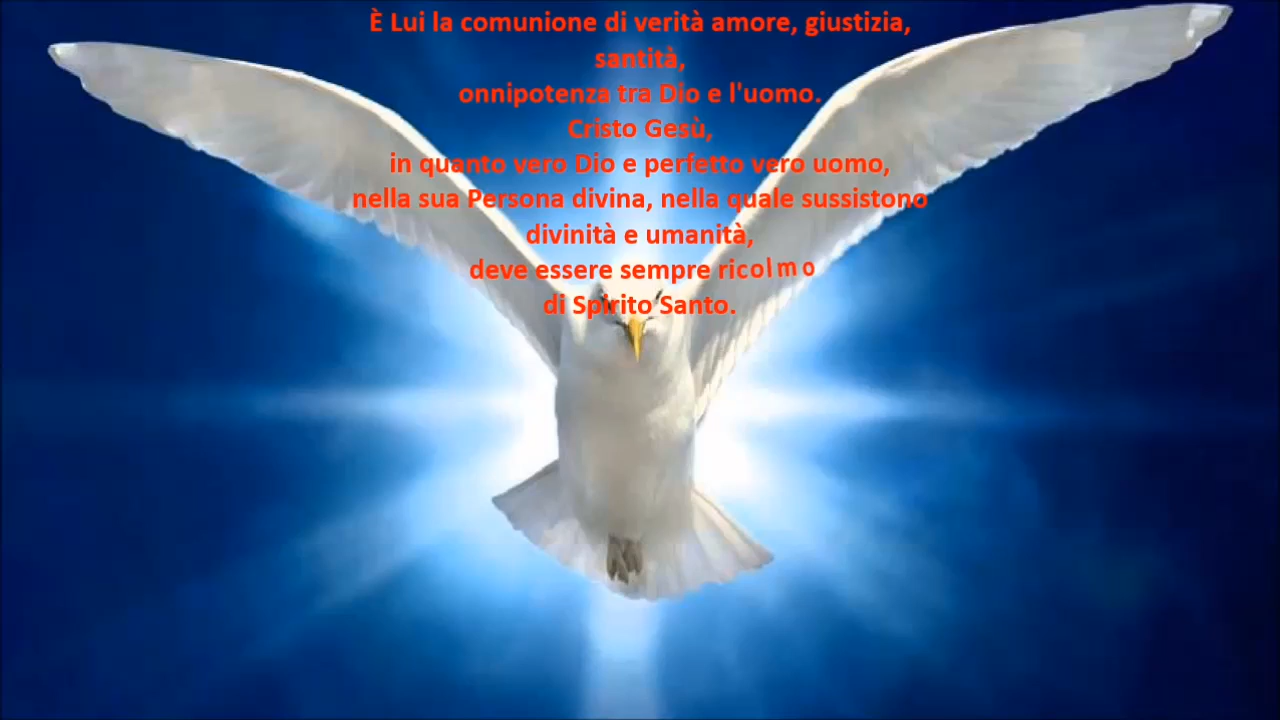 È Lui la comunione di verità amore, giustizia,
santità,
onnipotenza tra Dio e l'uomo.
Cristo Gesù,
in quanto vero Dio e perfetto vero uomo,
nella sua Persona divina, nella quale sussistono
divinità e umanità,
deve essere sempre ricolmo
di Spirito Santo.